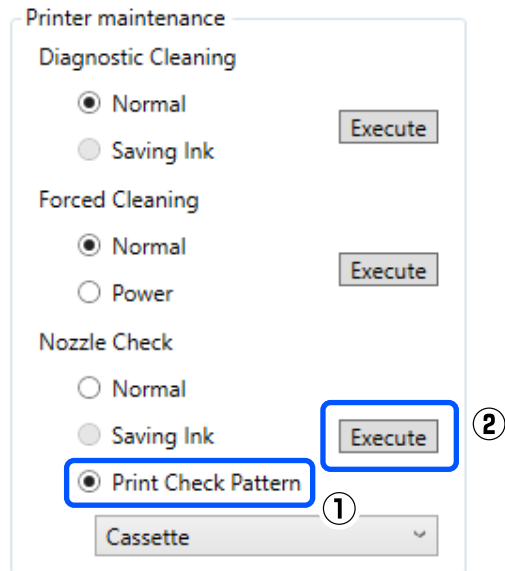 Printer maintenance
Diagnostic Cleaning
Normal
Execute
Saving Ink
Forced Cleaning
Normal
Execute
Power
Nozzle Check
Normal
Saving Ink
Execute
②
Print Check Pattern
①
Cassette